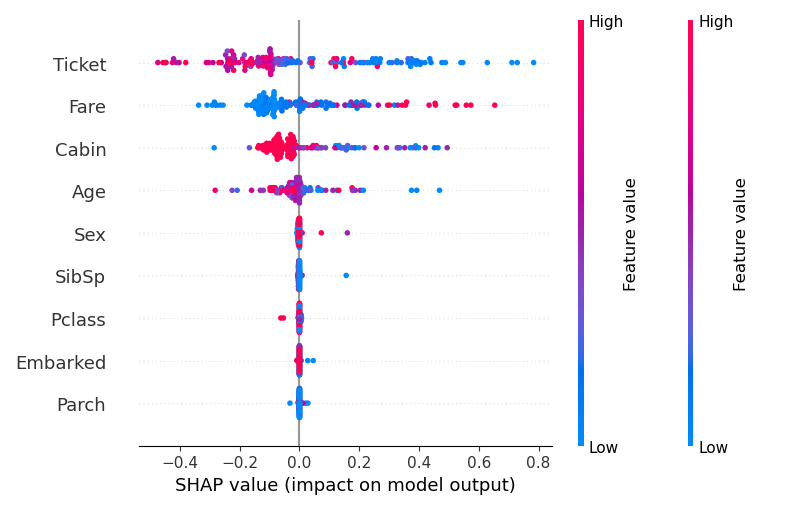 Ticket
Fare
Cabin
Age
Sex
SibSp
Pclass
Embarked
Parch
−0.4 −0.2 0.0 0.2 0.4 0.6 0.8
SHAP value (impact on model output)
High
Low
Feature value
High
Low
Feature value